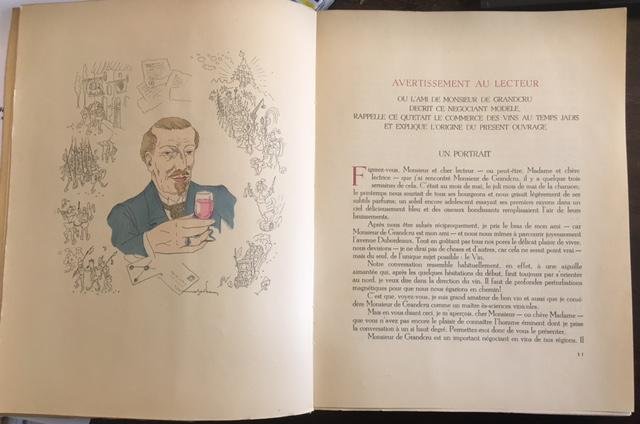 AVERTISSEMENT AU LECTEUR
OU L'AMI DE MONSIEUR DE GRANDCRU
DECRIT CE NEGOCIANT MODELE,
RAPPELLE CE QU'ETAIT LE COMMERCE DES VINS AU TEMPS JADIS
ET EXPLIQUE L'ORIGINE DU PRESENT OUVRAGE
UN PORTRAIT
Figurez-vous, Monsieur et cher lecteur — ou peut-être, Madame et chère
lectrice — que j'ai rencontré Monsieur de Grandcru, il y a quelque trois
semaines de cela. C'était au mois de mai, le joli mois de mai de la chanson;
le printemps nous souriait de tous ses bourgeons et nous grisait légèrement de ses
subtils parfums; un soleil encore adolescent essayait ses premiers rayons dans un
ciel délicieusement bleu et des oiseaux bondissants remplissaient l'air de leurs
bruissements.
Après nous être salués réciproquement, je pris le bras de mon ami — car
Monsieur de Grandcru est mon ami — et nous nous mîmes à parcourir joyeusement
l'avenue Dubordeaux. Tout en goûtant par tous nos pores le délicat plaisir de vivre,
nous devisions — je ne dirai pas de choses et d'autres, car cela ne serait point vrai —
mais du seul, de l'unique sujet possible : le Vin.
Notre conversation ressemble habituellement, en effet, à une aiguille
aimantée qui, après quelques hésitations du début, finit toujours par s'orienter
au nord. Je veux dire dans la direction du vin. Il faut de profondes perturbations
magnétiques pour que nous nous égarions en chemin!
C'est que, voyez-vous, je suis grand amateur de bon vin et aussi que je consi-
dère Monsieur de Grandcru comme un maître ès-sciences vinicoles.
Mais en vous disant ceci, je m'aperçois, cher Monsieur — ou chère Madame —
que vous n'avez pas encore le plaisir de connaître l'homme éminent dont je prise
la conversation à un si haut degré. Permettez-moi donc de vous le présenter.
Monsieur de Grandcru est un important négociant en vins de nos régions. Il
11